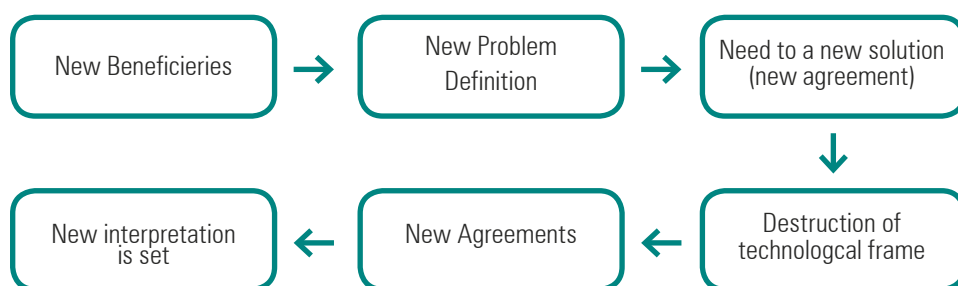 New Beneficieries
New Problem
Definition
Need to a new solution
(new agreement)
Destruction of
technologcal frame
New Agreements
New interpretation
is set